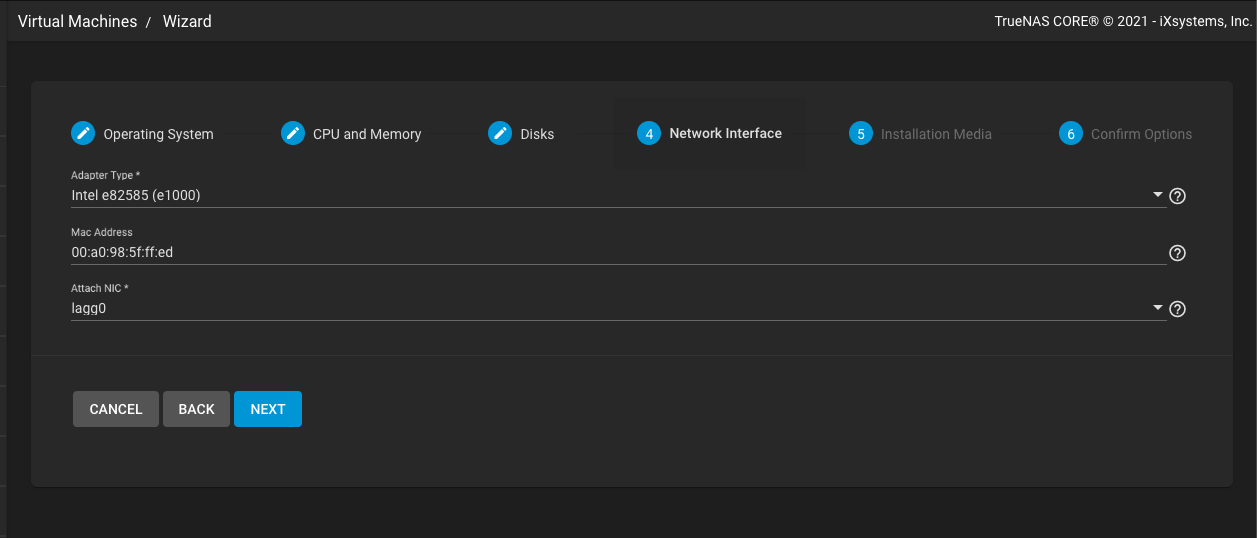 Virtual Machines / Wizard TrueNAS CORE® © 2021 - iXsystems, Inc.
Operating System CPU and Memory Disks 4 Network Interface 5 Installation Media 6 Confirm Options
Adapter Type *
Intel e82585 (e1000)
Mac Address
00:a0:98:5f:ff:ed
Attach NIC *
lagg0
CANCEL BACK NEXT